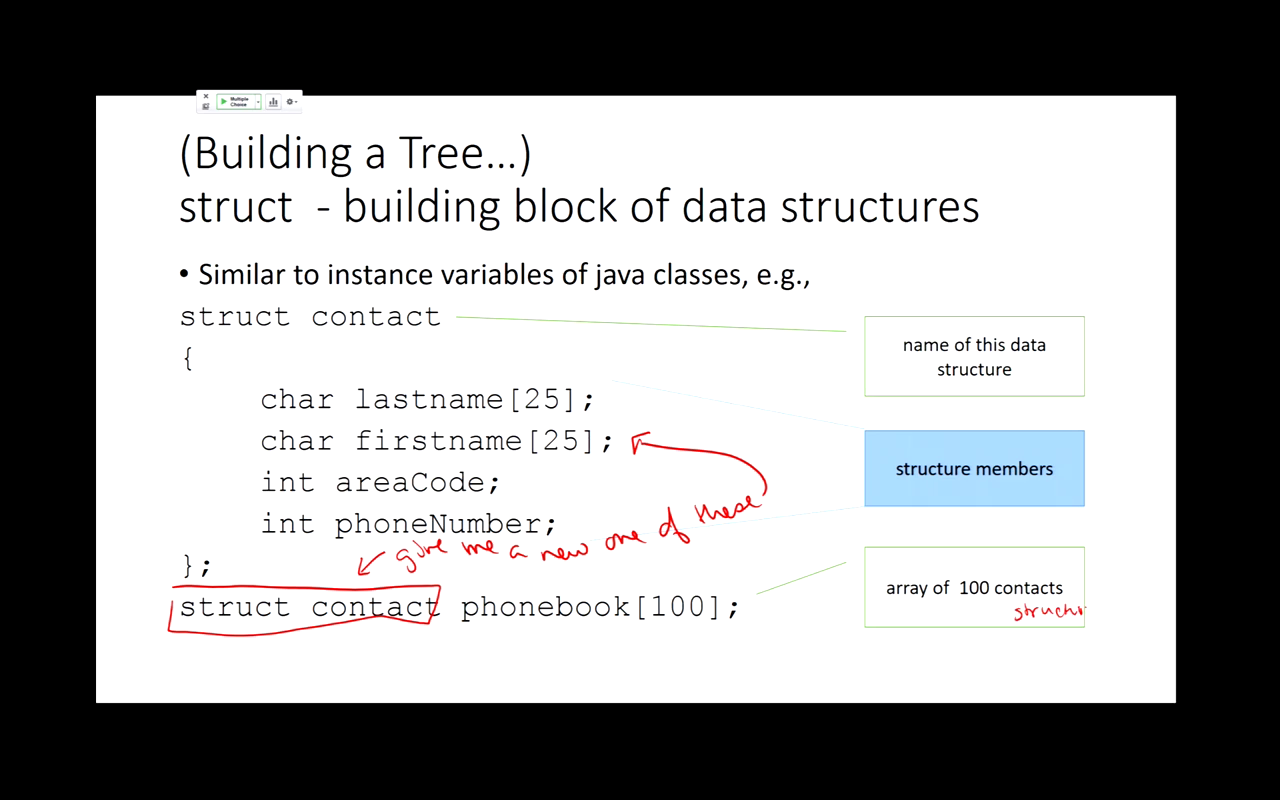 Multiple
Choice
(Building a Tree...)
struct - building block of data structures
• Similar to instance variables of java classes, e.g.,
struct contact
{
char lastname[25];
char firstname[25];
int areaCode;
int phoneNumber;
};
struct contact phonebook[100];
name of this data
structure
structure members
array of 100 contacts
structur
give me a new one of these